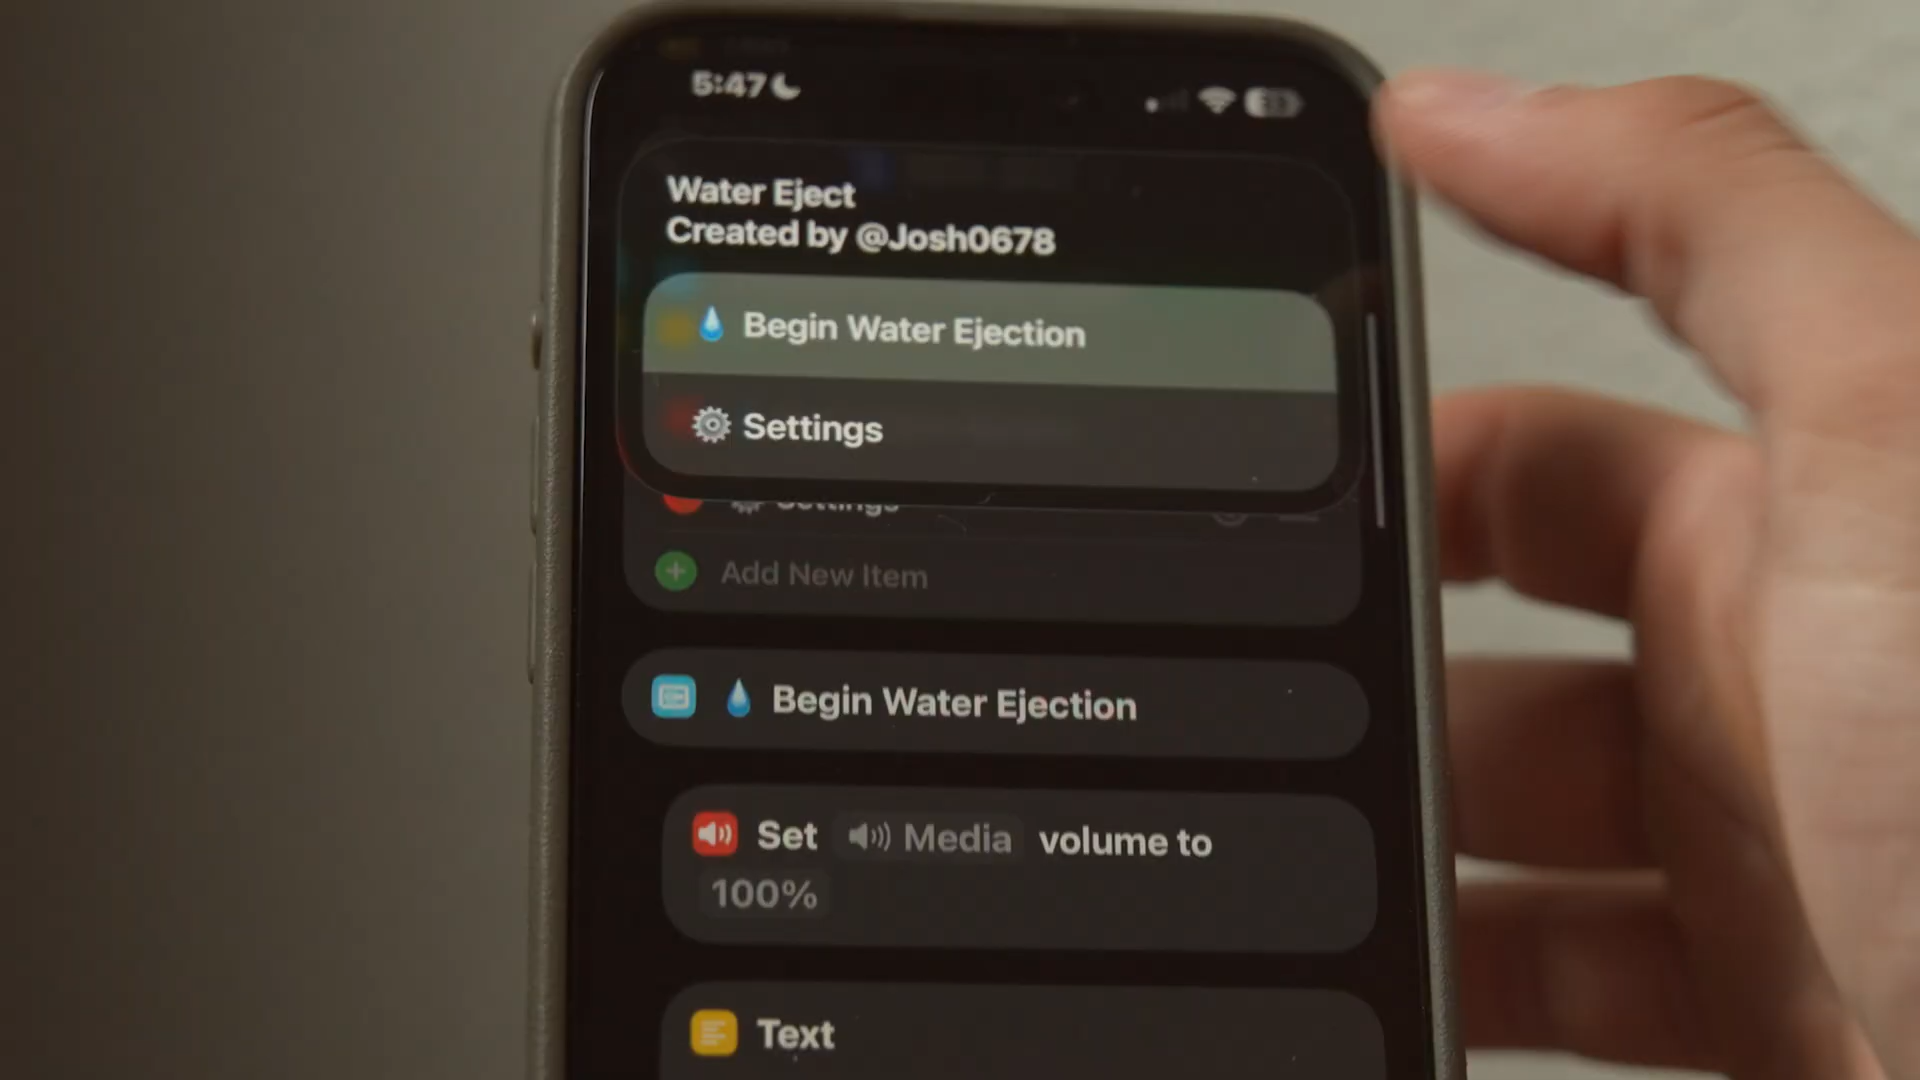 5:47
Water Eject
Created by @Josh0678
Begin Water Ejection
Settings
Settings
Add New Item
Begin Water Ejection
Set Media volume to
100%
Text